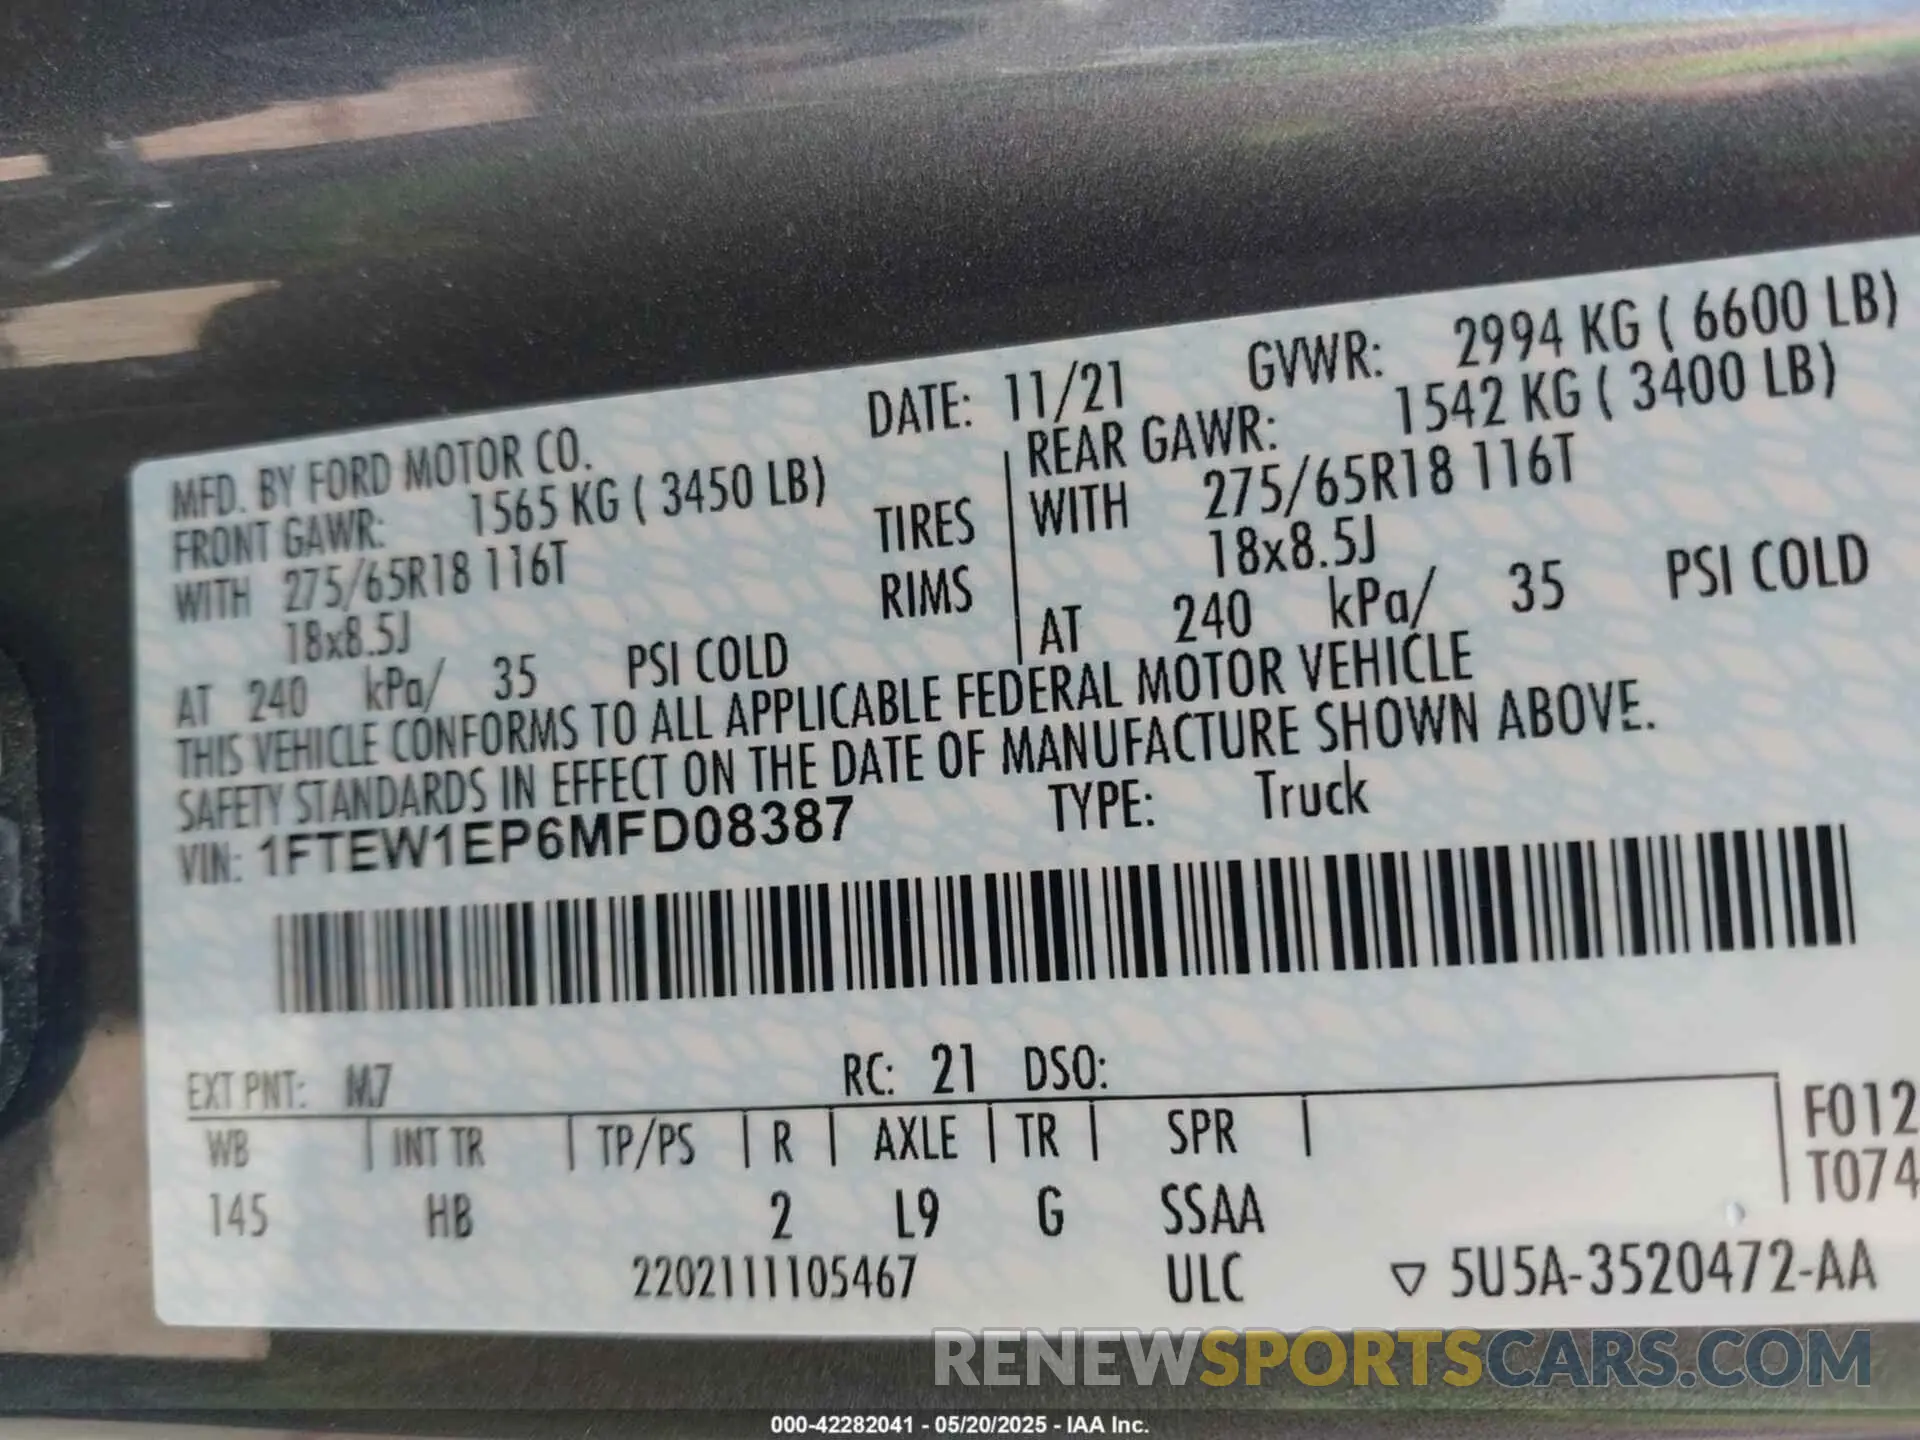 MFD. BY FORD MOTOR CO. DATE: 11/21 GVWR: 2994 KG ( 6600 LB)
FRONT GAWR: 1565 KG ( 3450 LB) REAR GAWR: 1542 KG ( 3400 LB)
WITH 275/65R18 116T TIRES WITH 275/65R18 116T
18x8.5J RIMS 18x8.5J
AT 240 kPa/ 35 PSI COLD AT 240 kPa/ 35 PSI COLD
THIS VEHICLE CONFORMS TO ALL APPLICABLE FEDERAL MOTOR VEHICLE
SAFETY STANDARDS IN EFFECT ON THE DATE OF MANUFACTURE SHOWN ABOVE.
VIN: 1FTEW1EP6MFD08387 TYPE: Truck
EXT PNT: M7 RC: 21 DSO:
WB INT TR TP/PS R AXLE TR SPR F012
T074
145 HB 2 L9 G SSAA
2202111105467 ULC ▽ 5U5A-3520472-AA
RENEWSPORTSCARS.COM
000-42282041 - 05/20/2025 - IAA Inc.